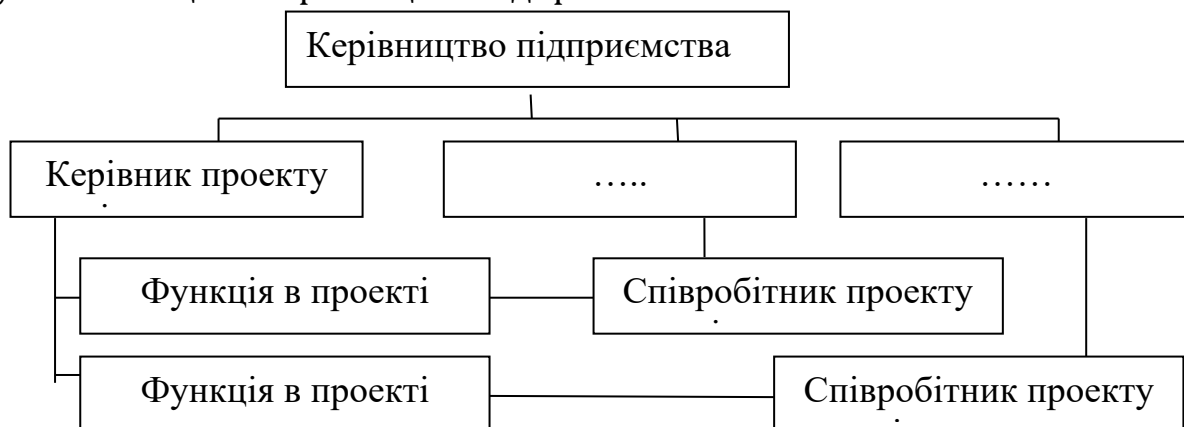 Керівництво підприємства
Керівник проекту
…..
……
Функція в проекті
Співробітник проекту
Функція в проекті
Співробітник проекту